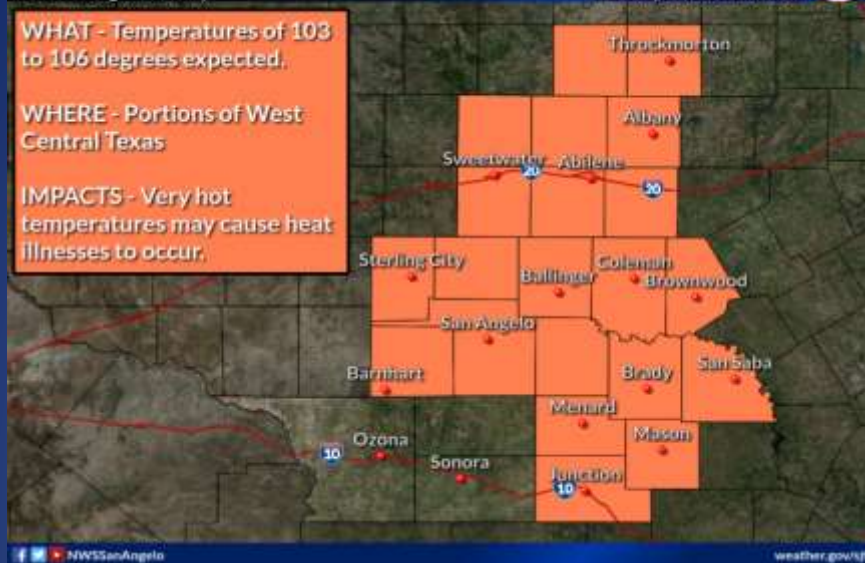 WHAT - Temperatures of 103
to 106 degrees expected.
WHERE - Portions of West
Central Texas
IMPACTS - Very hot
temperatures may cause heat
illnesses to occur.
Throckmorton
Albany
Sweetwater
Abilene
20
20
Sterling City
Ballinger
Coleman
Brownwood
San Angelo
Barnhart
Brady
San Saba
Menard
Mason
Ozona
10
Sonora
Junction
10
NWSSanAngelo
weather.gov/sjt